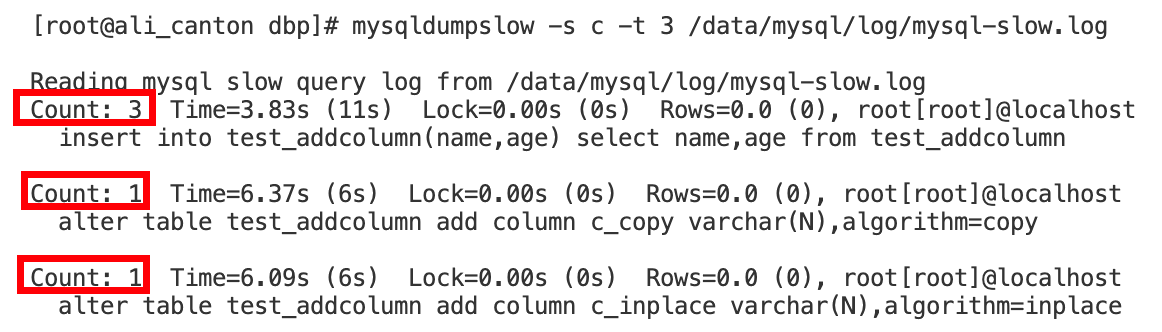 [root@ali_canton dbp]# mysqldumpslow -s c -t 3 /data/mysql/log/mysql-slow.log
Reading mysql slow query log from /data/mysql/log/mysql-slow.log
Count: 3  Time=3.83s (11s)  Lock=0.00s (0s)  Rows=0.0 (0), root[root]@localhost
  insert into test_addcolumn(name,age) select name,age from test_addcolumn
Count: 1  Time=6.37s (6s)  Lock=0.00s (0s)  Rows=0.0 (0), root[root]@localhost
  alter table test_addcolumn add column c_copy varchar(N),algorithm=copy
Count: 1  Time=6.09s (6s)  Lock=0.00s (0s)  Rows=0.0 (0), root[root]@localhost
  alter table test_addcolumn add column c_inplace varchar(N),algorithm=inplace